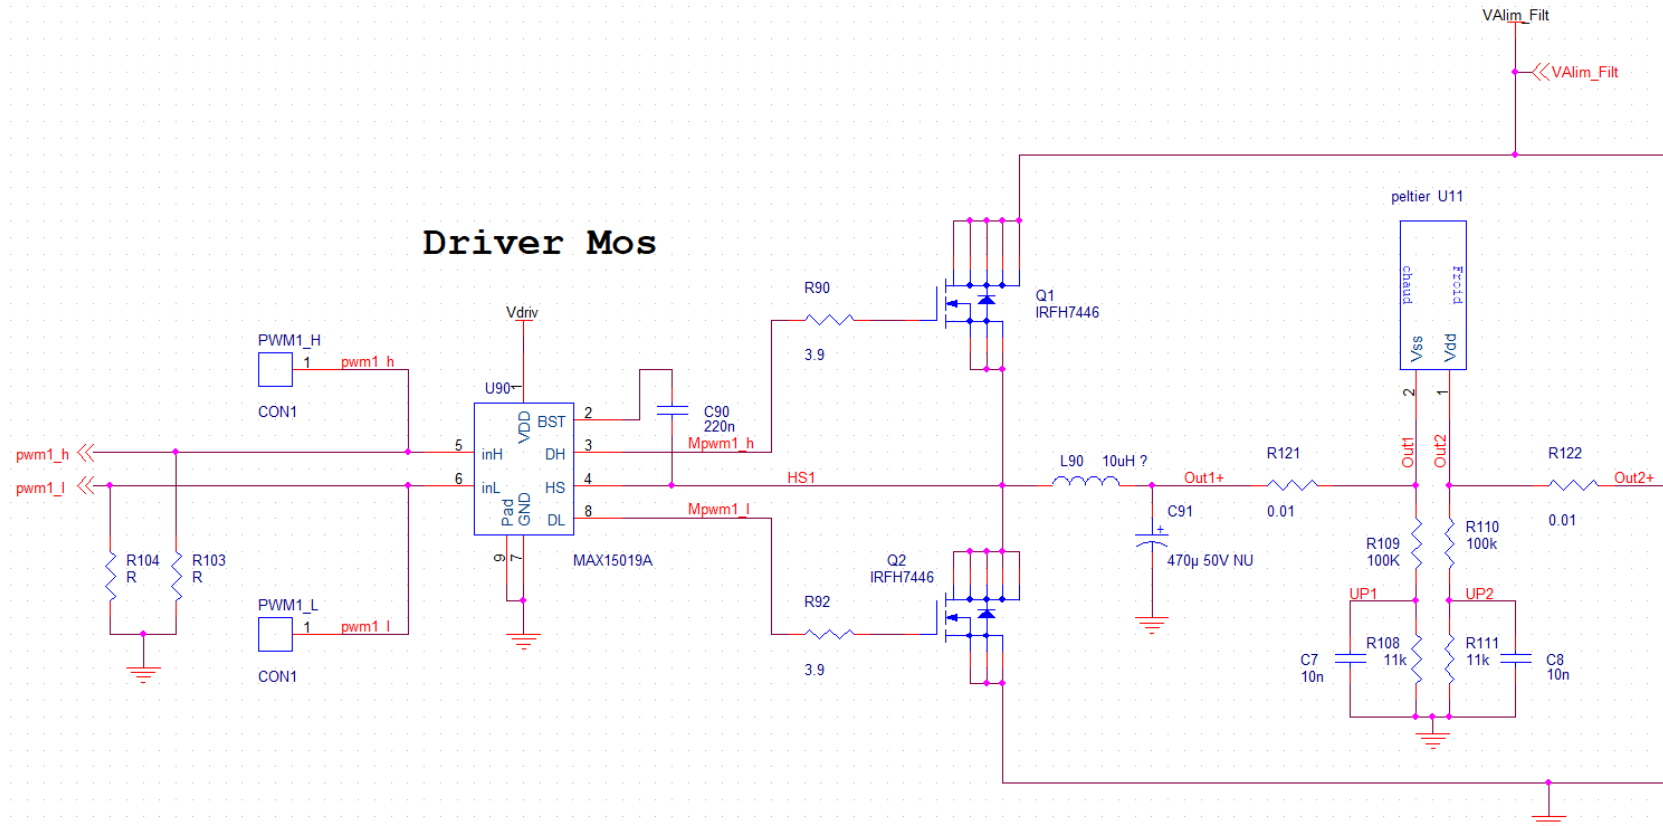 VAlim_Filt
VAlim_Filt
peltier U11
chaud
Froid
Vss
Vdd
2
1
Driver Mos
R90
3.9
Q1
IRFH7446
Vdriv
PWM1_H
1
pwm1_h
CON1
U90
1
VDD
BST
2
C90
220n
DH
3
Mpwm1_h
pwm1_h
5
inH
pwm1_l
6
inL
HS
4
HS1
DL
8
Mpwm1_l
Pad
GND
9
7
MAX15019A
L90
10uH ?
Out1+
R121
0.01
Out1
Out2
R122
0.01
Out2+
C91
+
470µ 50V NU
R109
100K
R110
100k
R104
R
R103
R
Q2
IRFH7446
R92
3.9
PWM1_L
1
pwm1_l
CON1
UP1
UP2
C7
10n
R108
11k
R111
11k
C8
10n